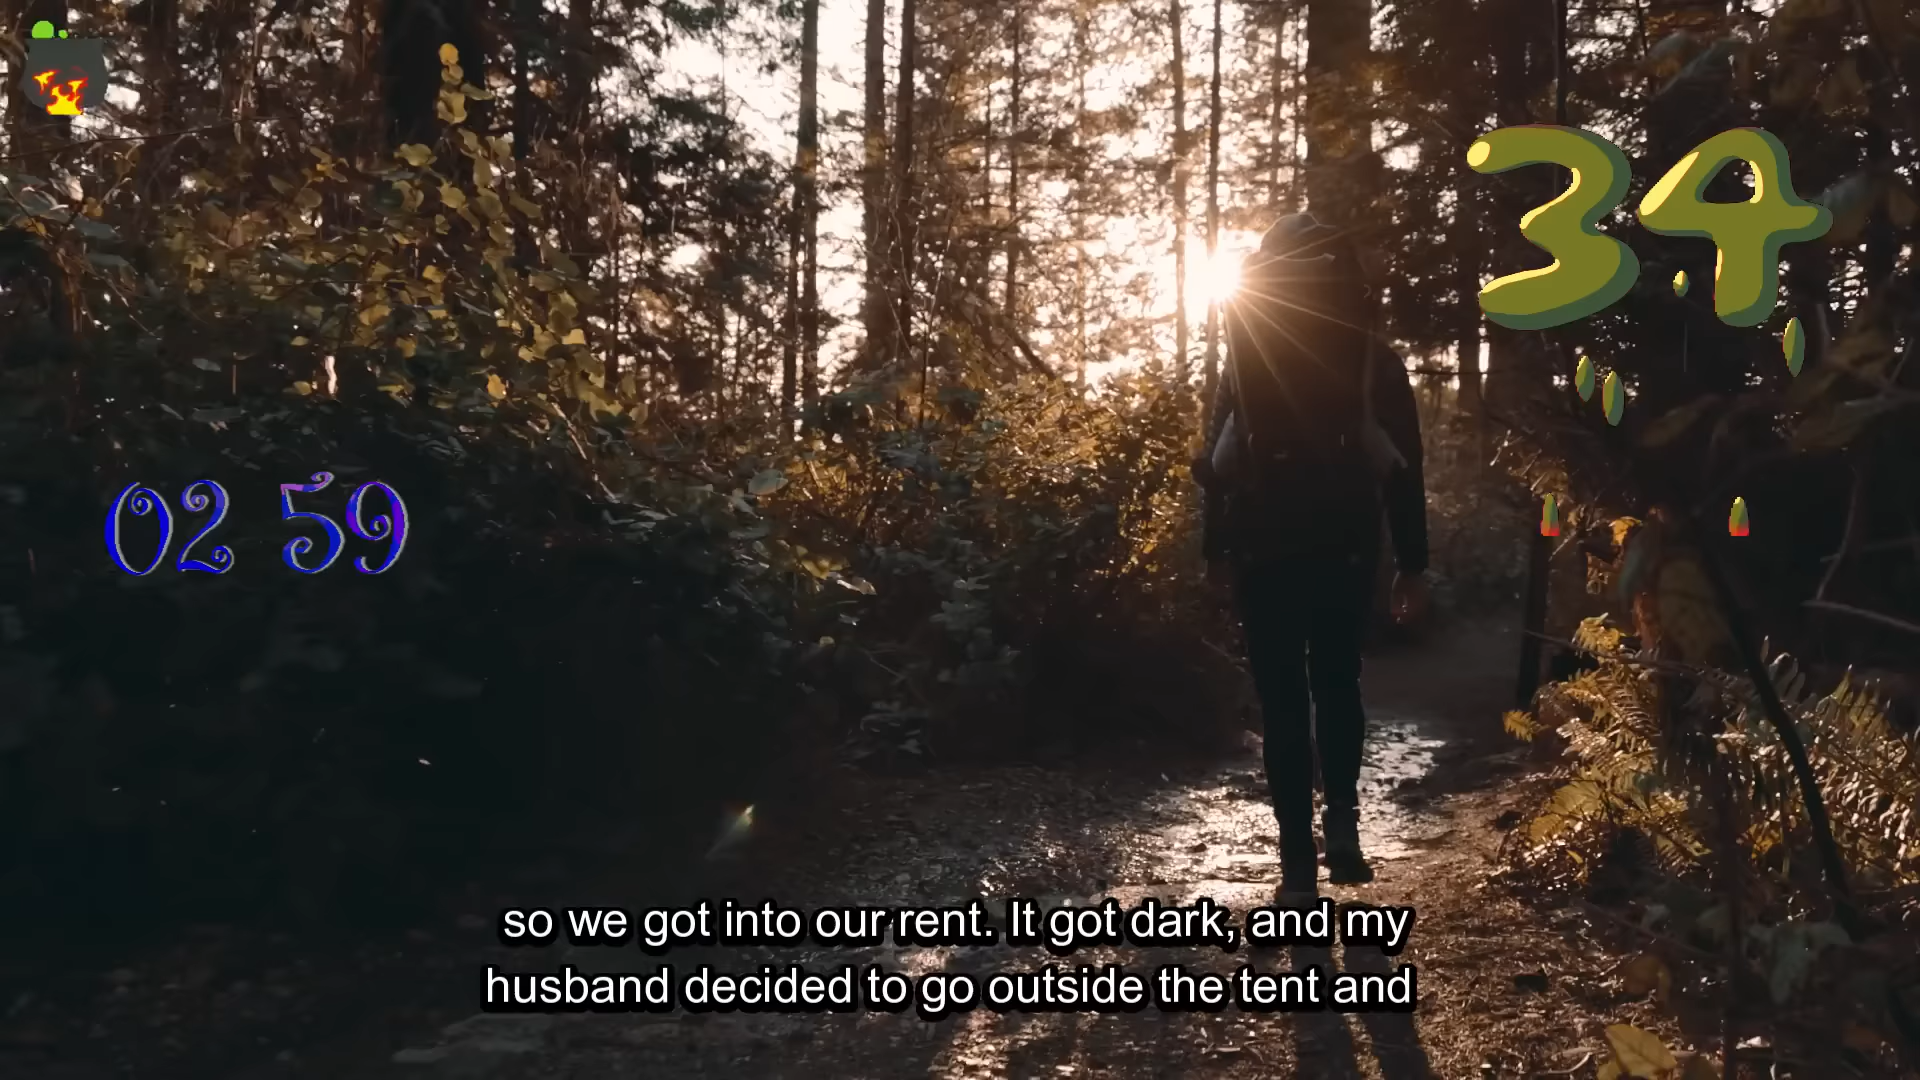 34
02 59
so we got into our rent. It got dark, and my
husband decided to go outside the tent and